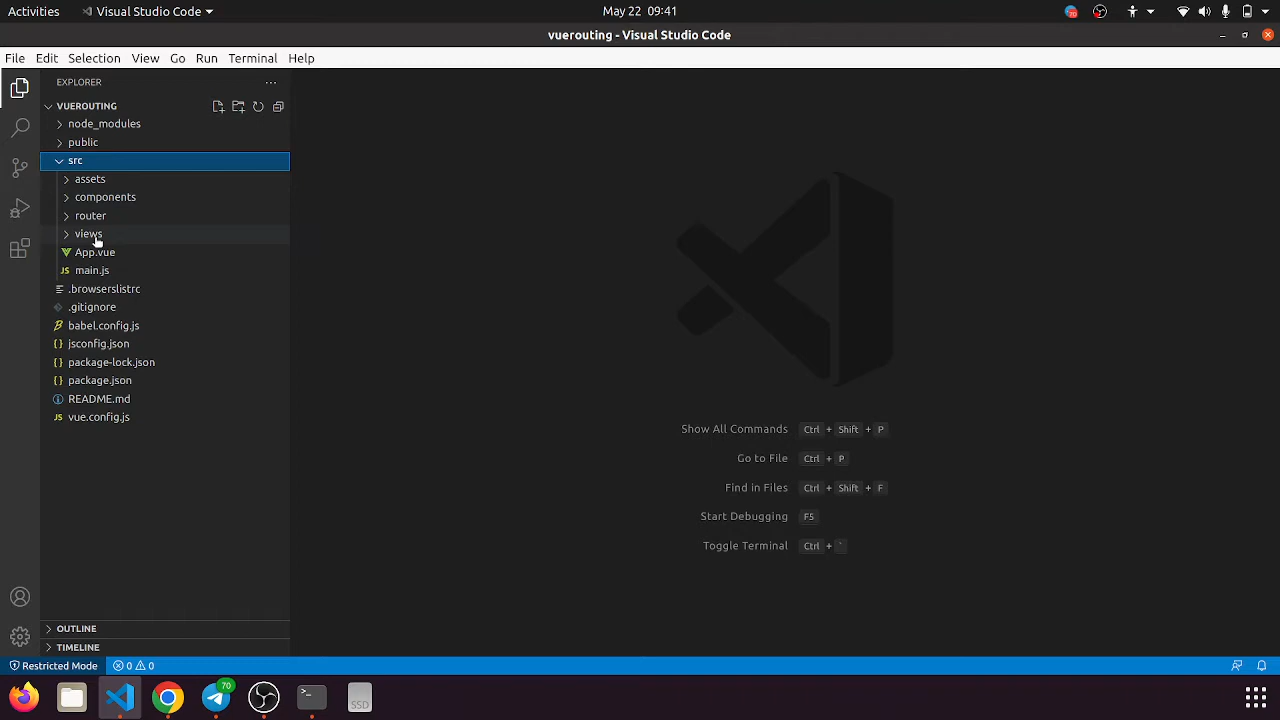 Activities
Visual Studio Code
May 22 09:41
70
vuerouting - Visual Studio Code
File Edit Selection View Go Run Terminal Help
EXPLORER
VUEROUTING
node_modules
public
src
assets
components
router
views
App.vue
JS main.js
.browserslistrc
.gitignore
babel.config.js
{} jsconfig.json
{} package-lock.json
{} package.json
README.md
JS vue.config.js
Show All Commands Ctrl + Shift + P
Go to File Ctrl + P
Find in Files Ctrl + Shift + F
Start Debugging F5
Toggle Terminal Ctrl + `
OUTLINE
TIMELINE
Restricted Mode 0 0
70
SSD